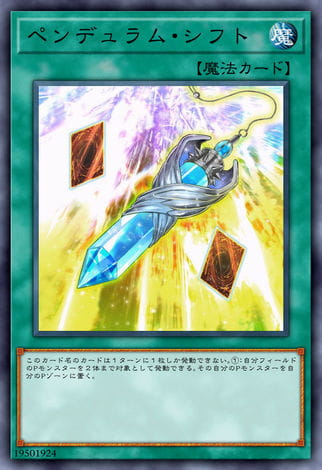 ペンデュラム・シフト
魔
【魔法カード】
このカード名のカードは１ターンに１枚しか発動できない。①：自分フィールド
のPモンスターを２体まで対象として発動できる。その自分のPモンスターを自
分のPゾーンに置く。
19501924